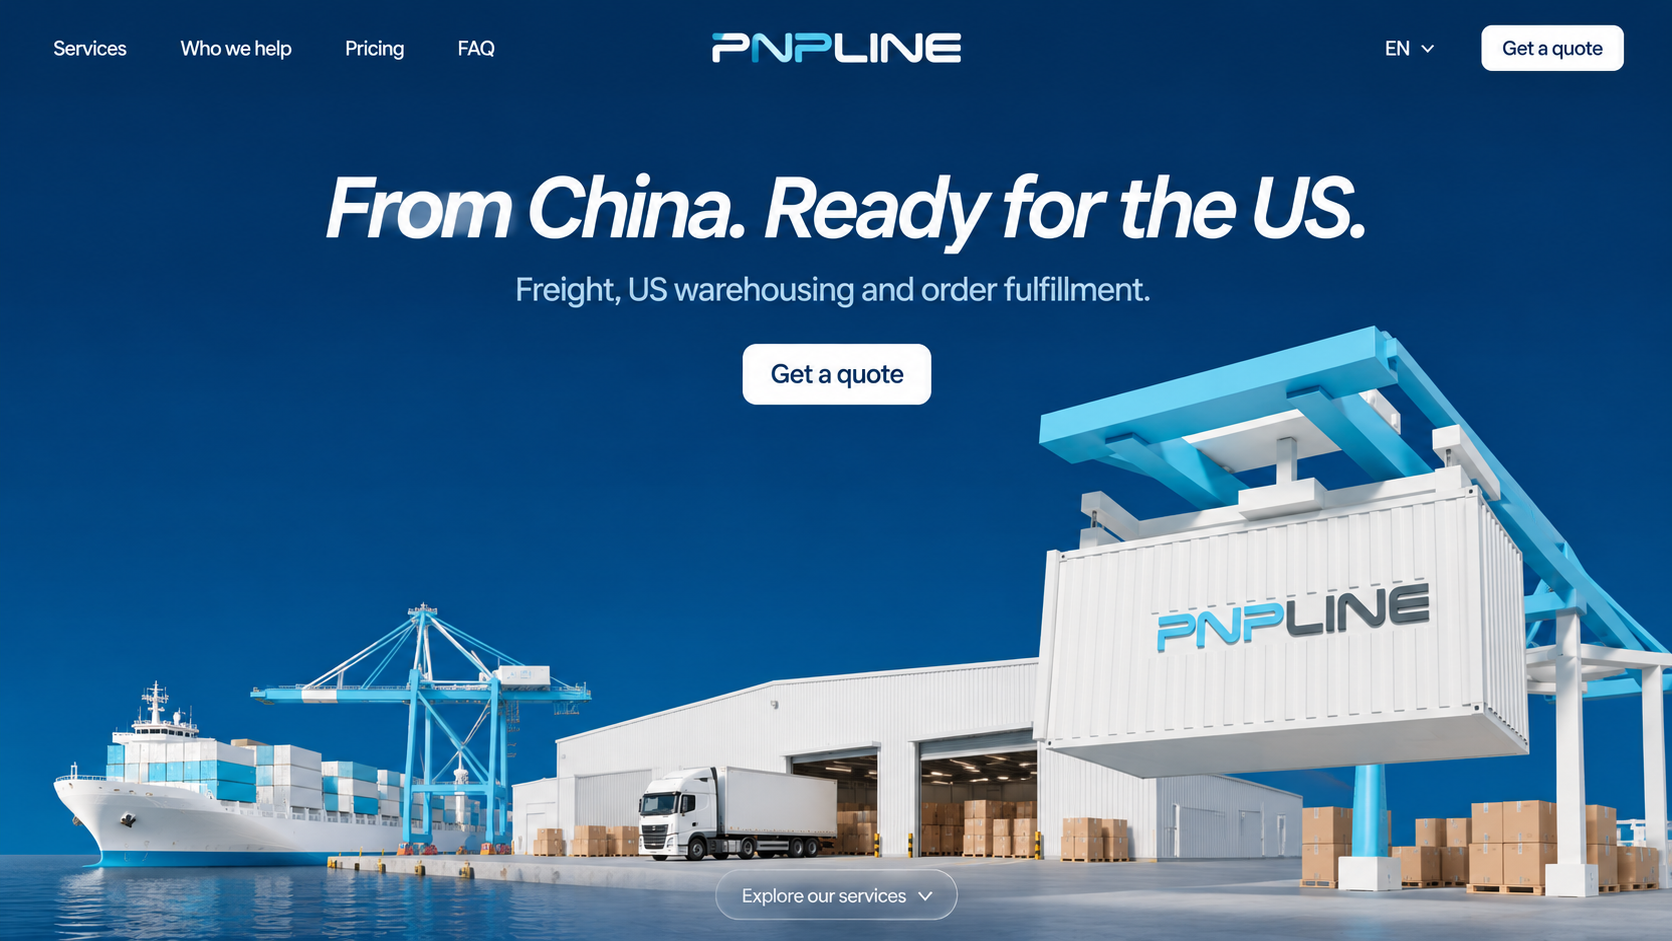 Services
Who we help
Pricing
FAQ
PNPLINE
EN
Get a quote
From China. Ready for the US.
Freight, US warehousing and order fulfillment.
Get a quote
PNPLINE
Explore our services